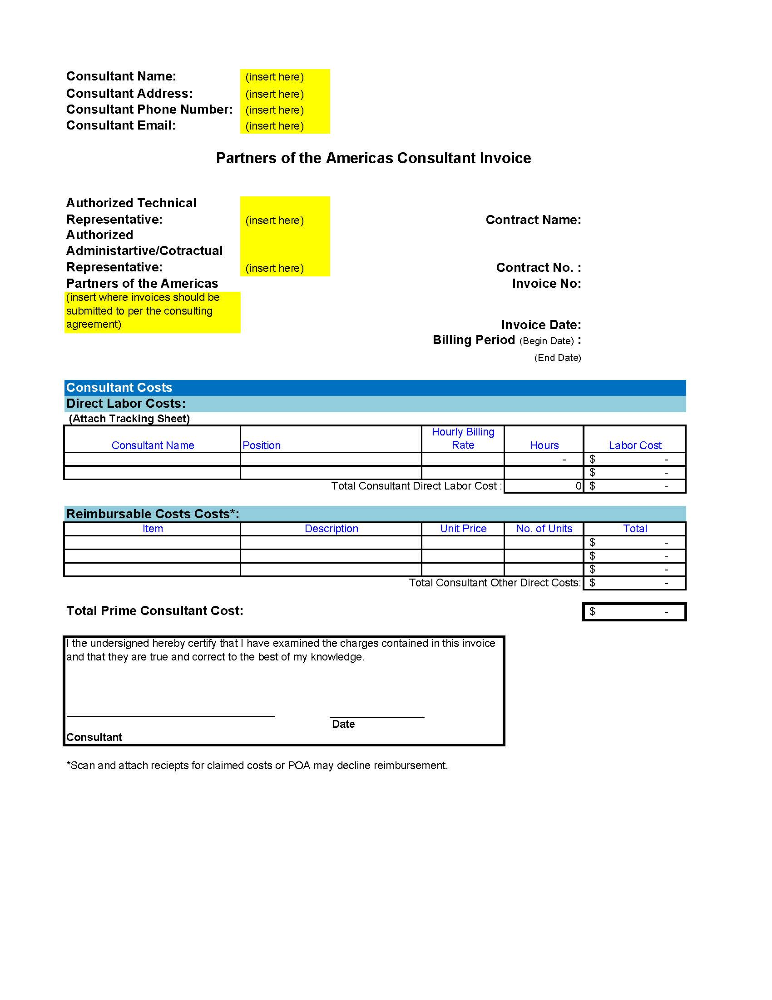 Consultant Name: (insert here)
Consultant Address: (insert here)
Consultant Phone Number: (insert here)
Consultant Email: (insert here)
Partners of the Americas Consultant Invoice
Authorized Technical
Representative: (insert here) Contract Name:
Authorized
Administartive/Cotractual
Representative: (insert here) Contract No. :
Partners of the Americas Invoice No:
(insert where invoices should be
submitted to per the consulting
agreement) Invoice Date:
Billing Period (Begin Date) :
(End Date)
Consultant Costs
Direct Labor Costs:
(Attach Tracking Sheet)
Hourly Billing
Consultant Name Position Rate Hours Labor Cost
- $ -
$ -
Total Consultant Direct Labor Cost : 0 $ -
Reimbursable Costs Costs*:
Item Description Unit Price No. of Units Total
$ -
$ -
$ -
Total Consultant Other Direct Costs: $ -
Total Prime Consultant Cost: $ -
I the undersigned hereby certify that I have examined the charges contained in this invoice
and that they are true and correct to the best of my knowledge.
Date
Consultant
*Scan and attach reciepts for claimed costs or POA may decline reimbursement.